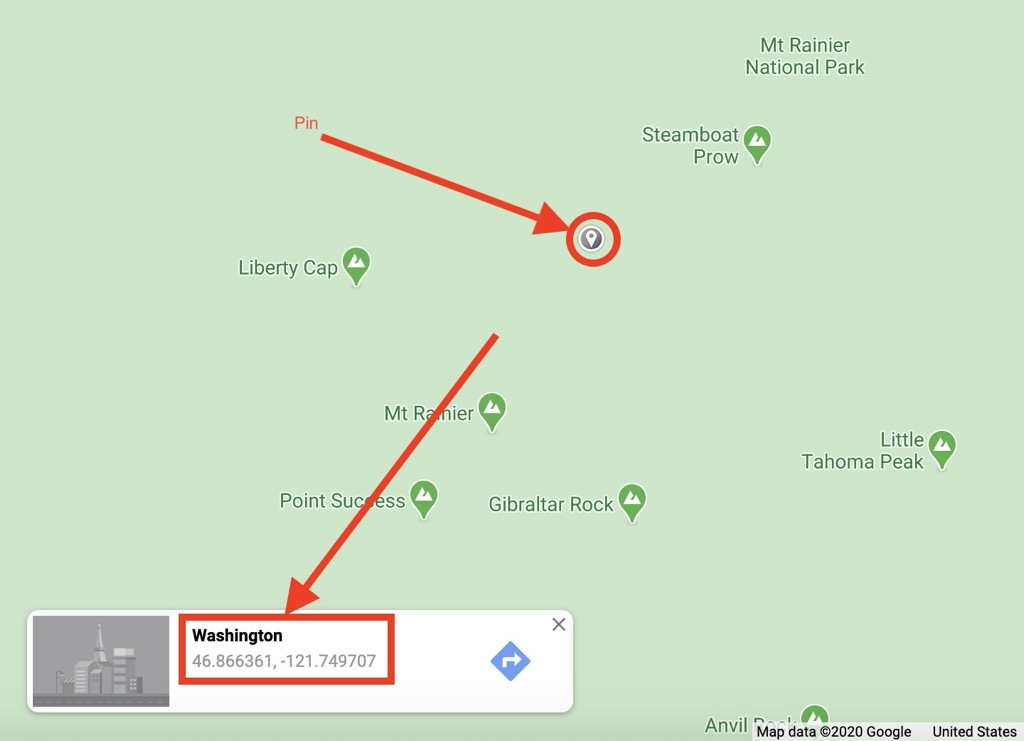 Mt Rainier
National Park
Pin
Steamboat
Prow
Liberty Cap
Mt Rainier
Little
Tahoma Peak
Point Success
Gibraltar Rock
Washington
46.866361, -121.749707
Anvil Rock
Map data ©2020 Google
United States